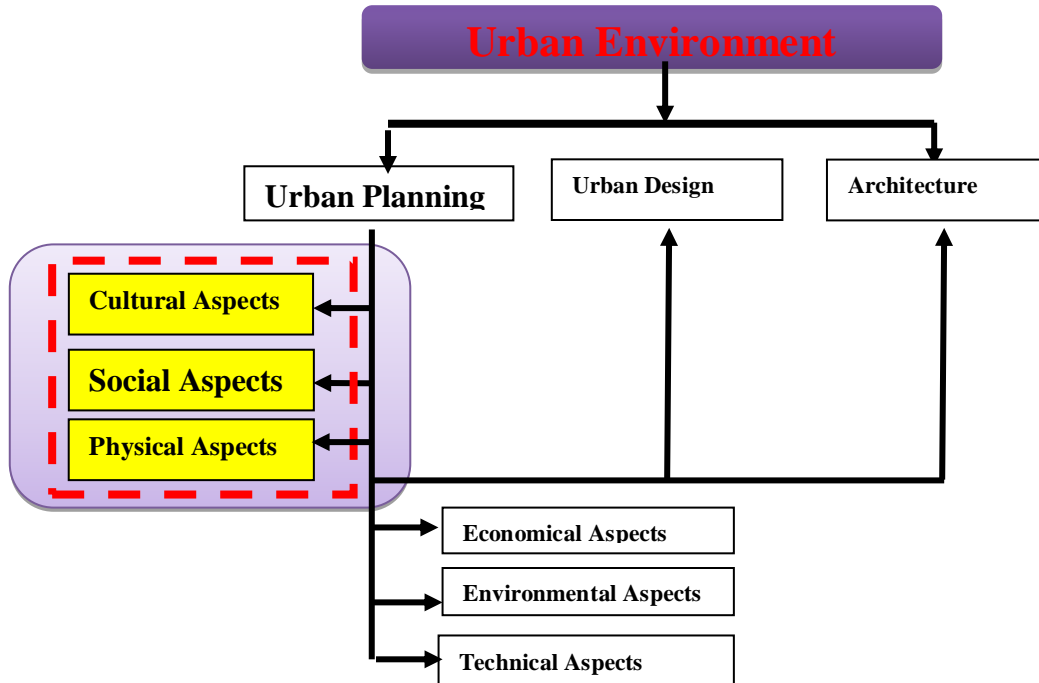 Urban Environment
Urban Planning
Urban Design
Architecture
Cultural Aspects
Social Aspects
Physical Aspects
Economical Aspects
Environmental Aspects
Technical Aspects